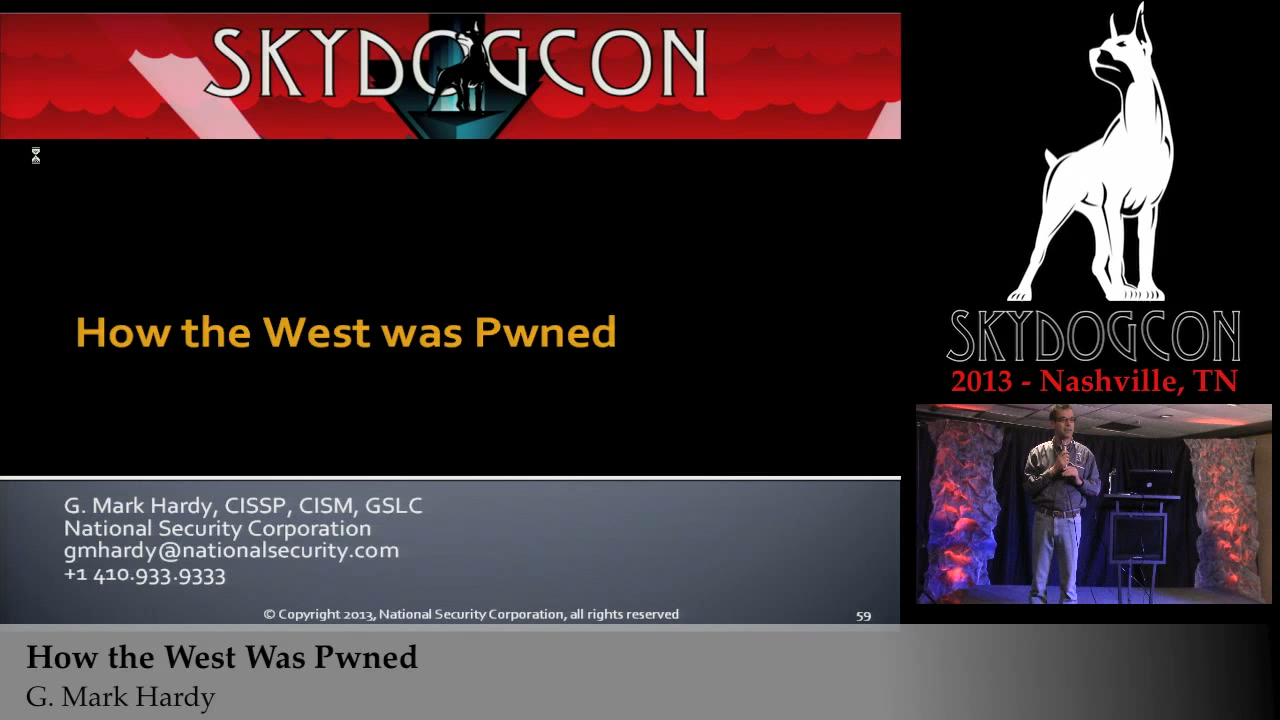 SKYDOGCON
How the West was Pwned
G. Mark Hardy, CISSP, CISM, GSLC
National Security Corporation
gmhardy@nationalsecurity.com
+1 410.933.9333
© Copyright 2013, National Security Corporation, all rights reserved
59
SKYDOGCON
2013 - Nashville, TN
How the West Was Pwned
G. Mark Hardy